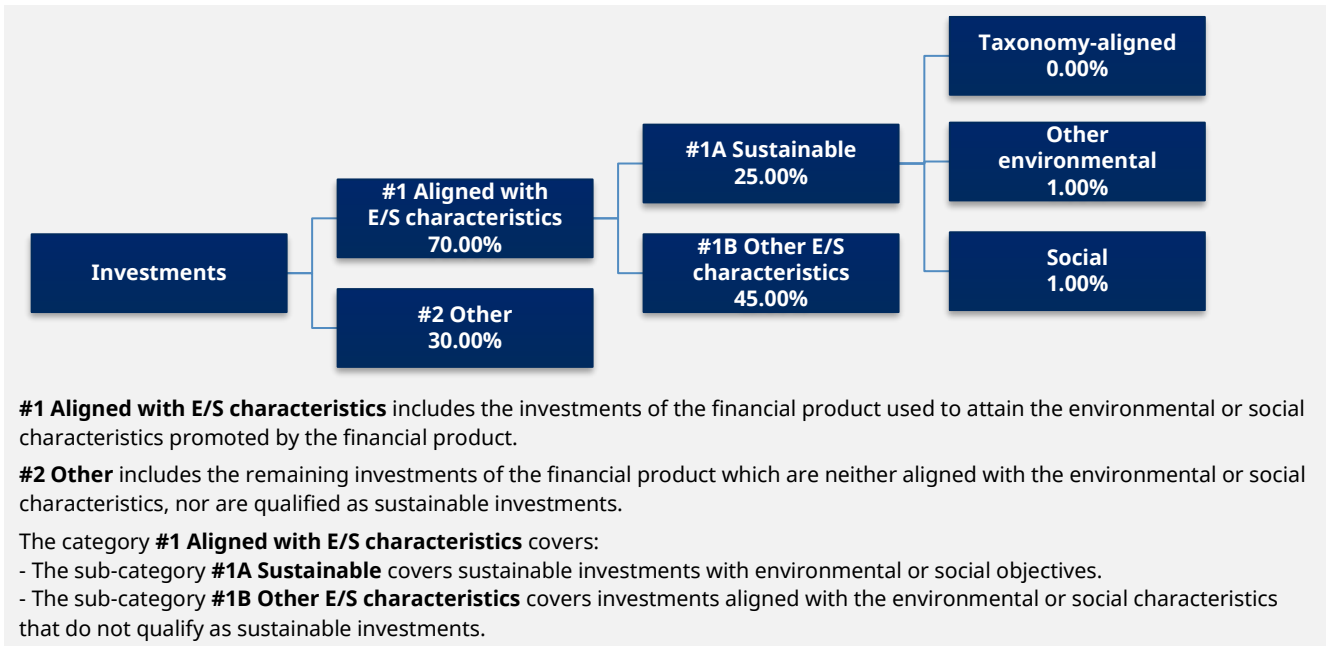 Taxonomy-aligned
0.00%
#1A Sustainable
25.00%
Other
environmental
1.00%
#1 Aligned with
E/S characteristics
70.00%
Investments
#1B Other E/S
characteristics
45.00%
Social
1.00%
#2 Other
30.00%
#1 Aligned with E/S characteristics includes the investments of the financial product used to attain the environmental or social
characteristics promoted by the financial product.
#2 Other includes the remaining investments of the financial product which are neither aligned with the environmental or social
characteristics, nor are qualified as sustainable investments.
The category #1 Aligned with E/S characteristics covers:
- The sub-category #1A Sustainable covers sustainable investments with environmental or social objectives.
- The sub-category #1B Other E/S characteristics covers investments aligned with the environmental or social characteristics
that do not qualify as sustainable investments.